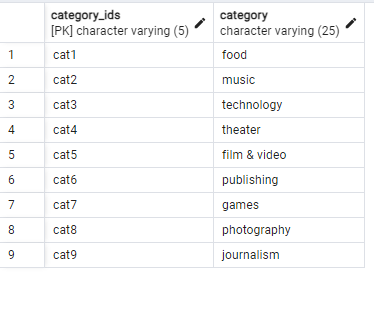 category_ids category
[PK] character varying (5) character varying (25)
1 cat1 food
2 cat2 music
3 cat3 technology
4 cat4 theater
5 cat5 film & video
6 cat6 publishing
7 cat7 games
8 cat8 photography
9 cat9 journalism